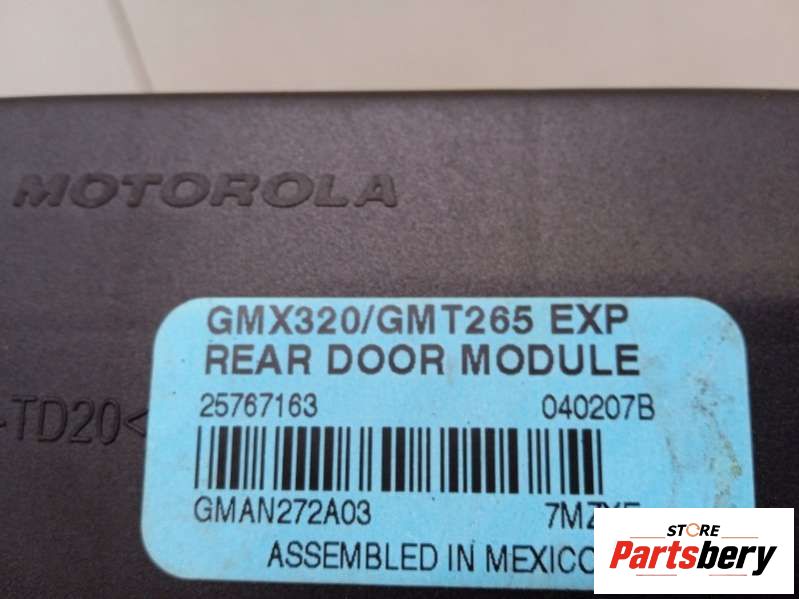 MOTOROLA
GMX320/GMT265 EXP
REAR DOOR MODULE
25767163 040207B
-TD20<
GMAN272A03
ASSEMBLED IN MEXICO
STORE
Partsbery